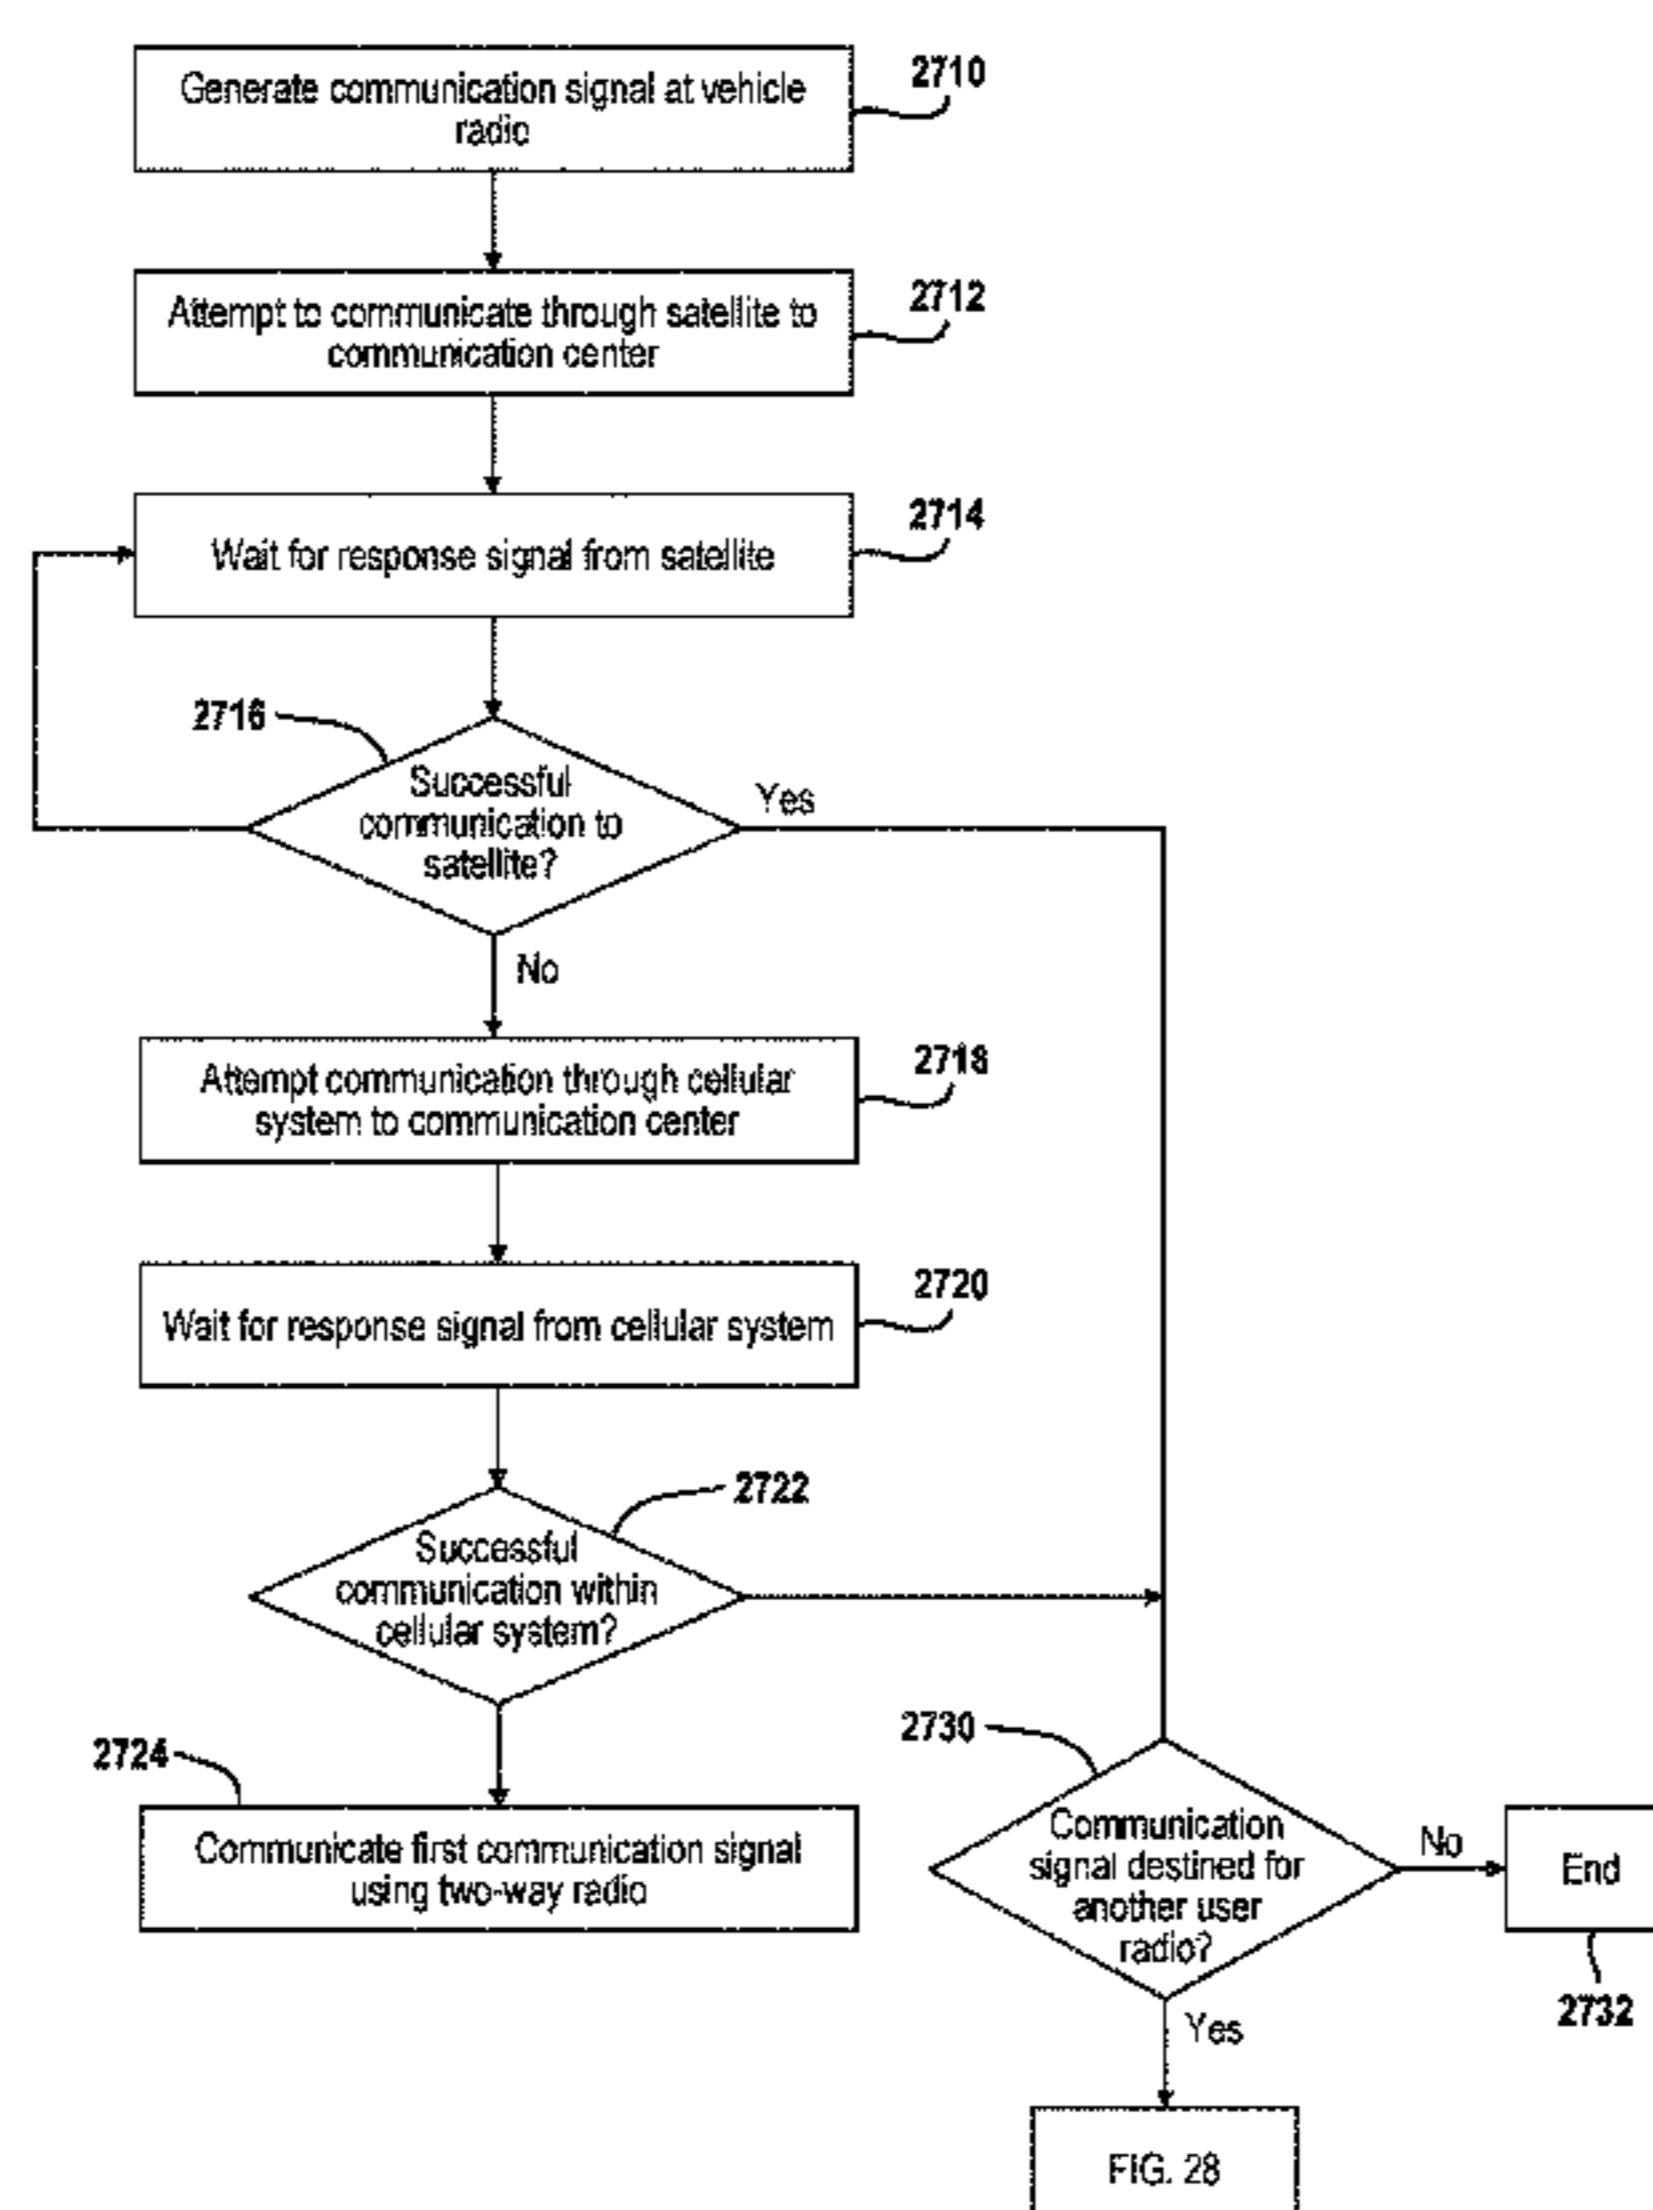 Generate communication signal at vehicle
radio
2710
Attempt to communicate through satellite to
communication center
2712
Wait for response signal from satellite
2714
2716
Successful
communication to
satellite?
Yes
No
Attempt communication through cellular
system to communication center
2718
Wait for response signal from cellular system
2720
2722
Successful
communication within
cellular system?
2724
Communicate first communication signal
using two-way radio
2730
Communication
signal destined for
another user
radio?
No
End
2732
Yes
FIG. 28